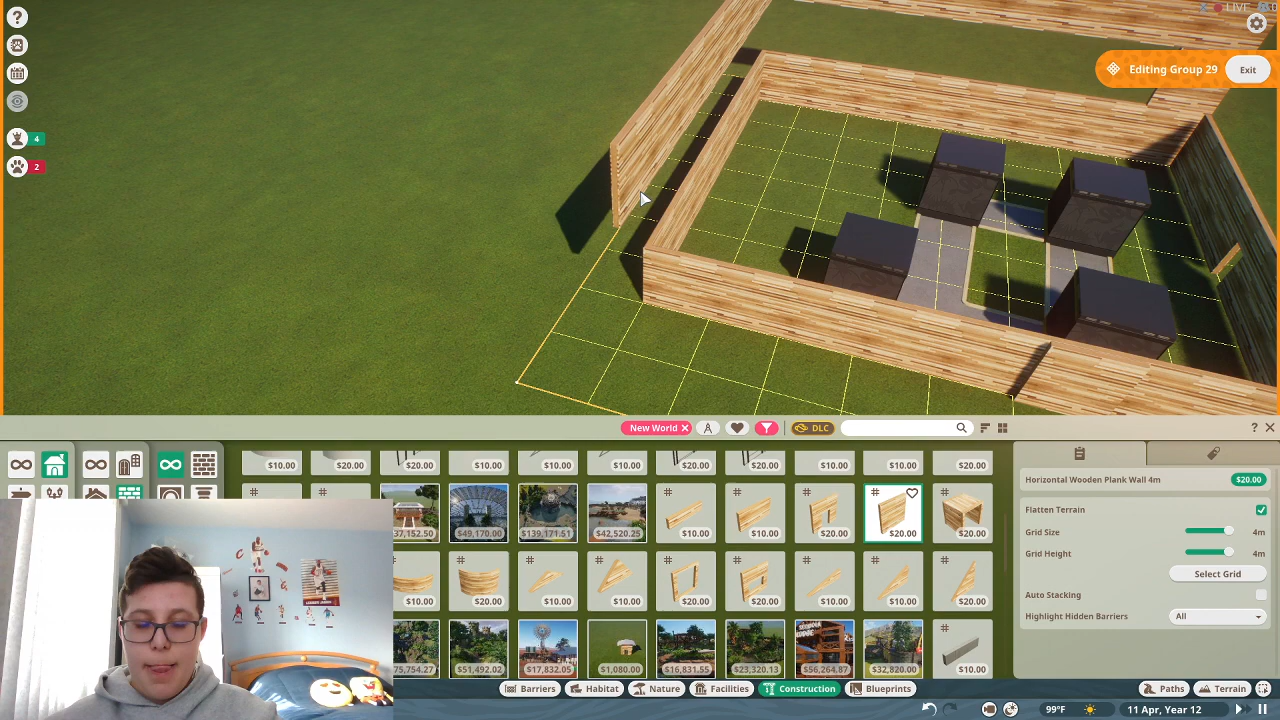 LIVE
?
Editing Group 29 Exit
4
2
New World DLC
?
$10.00 $20.00 $20.00 $10.00 $10.00 $10.00 $20.00 $20.00 $10.00 $10.00 $20.00
Horizontal Wooden Plank Wall 4m $20.00
$49,170.00 $139,171.51 $42,520.25 $10.00 $10.00 $20.00 $20.00 $20.00
Flatten Terrain
Grid Size 4m
Grid Height 4m
Select Grid
$10.00 $20.00 $10.00 $10.00 $20.00 $20.00 $10.00 $10.00 $20.00
Auto Stacking
Highlight Hidden Barriers All
$51,492.02 $17,832.05 $1,080.00 $16,831.55 $23,320.13 $56,264.87 $32,820.00 $10.00
Barriers Habitat Nature Facilities Construction Blueprints Paths Terrain
99°F 11 Apr, Year 12